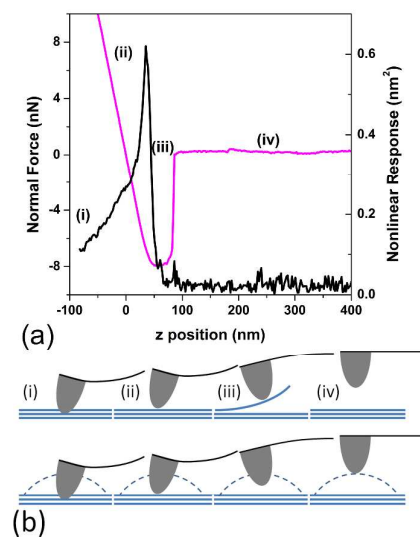 8
4
0
-4
-8
Normal Force (nN)
(i)
(ii)
(iii)
(iv)
0.6
0.4
0.2
0.0
Nonlinear Response (nm²)
-100
0
100
200
300
400
z position (nm)
(a)
(i)
(ii)
(iii)
(iv)
(b)